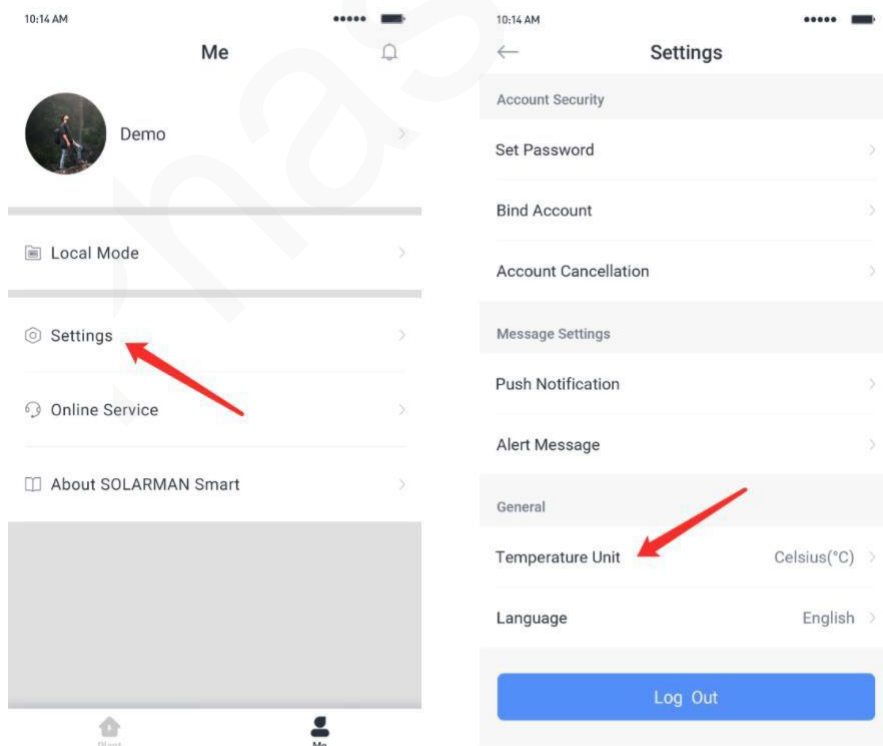 10:14 AM
Me
Demo
Local Mode
Settings
Online Service
About SOLARMAN Smart
Plant
Me
10:14 AM
Settings
Account Security
Set Password
Bind Account
Account Cancellation
Message Settings
Push Notification
Alert Message
General
Temperature Unit Celsius(°C)
Language English
Log Out